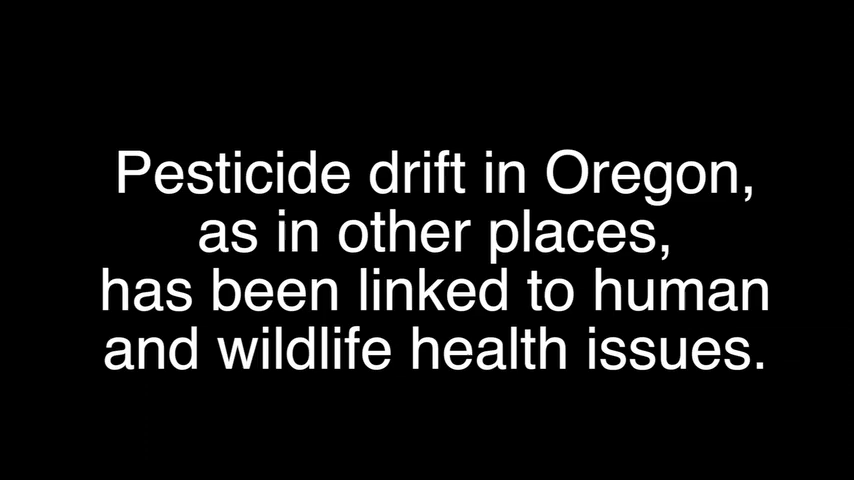 Pesticide drift in Oregon,
as in other places,
has been linked to human
and wildlife health issues.